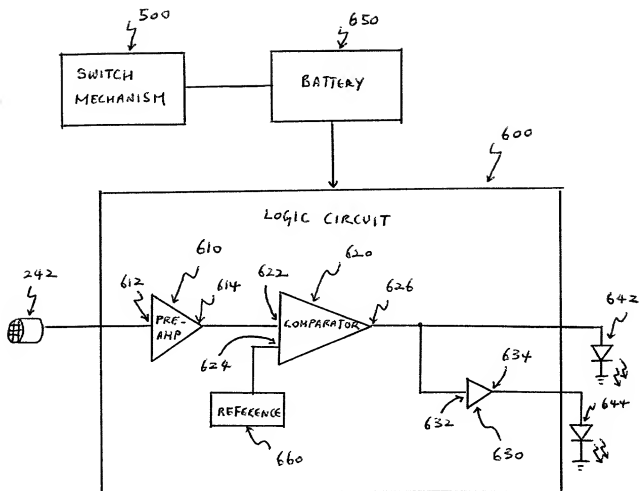 500
650
SWITCH
MECHANISM
BATTERY
600
LOGIC CIRCUIT
242
612
610
614
PRE-
AMP
622
620
COMPARATOR
626
624
642
REFERENCE
660
632
634
630
644